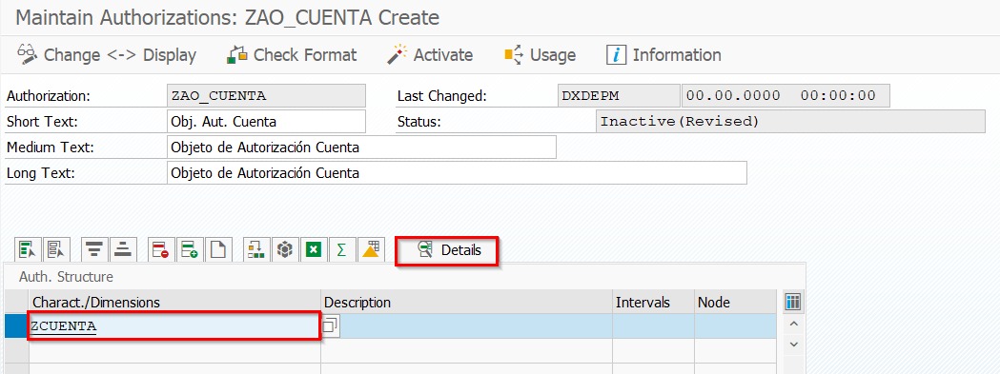 Maintain Authorizations: ZAO_CUENTA Create
Change <-> Display Check Format Activate Usage Information
Authorization: ZAO_CUENTA Last Changed: DXDEPM 00.00.0000 00:00:00
Short Text: Obj. Aut. Cuenta Status: Inactive(Revised)
Medium Text: Objeto de Autorización Cuenta
Long Text: Objeto de Autorización Cuenta
Details
Auth. Structure
Charact./Dimensions Description Intervals Node
ZCUENTA